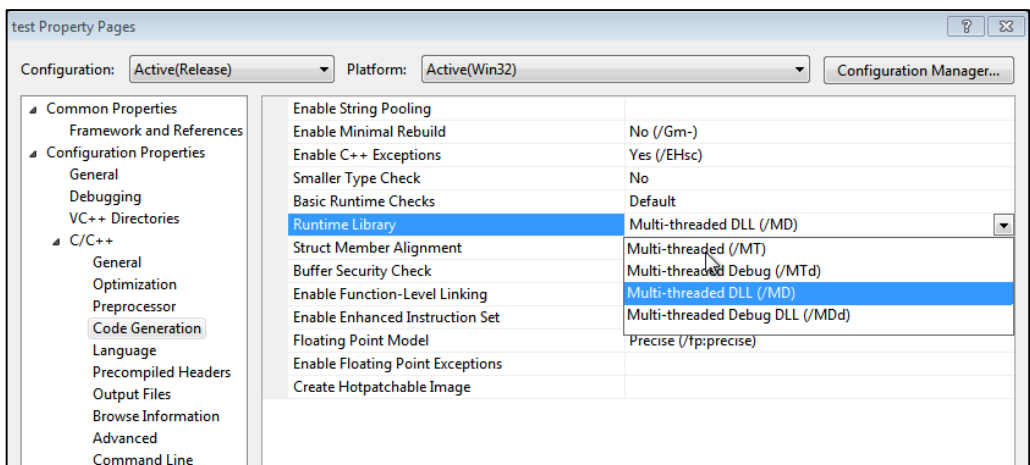 test Property Pages
Configuration: Active(Release) Platform: Active(Win32) Configuration Manager...
Common Properties
Framework and References
Configuration Properties
General
Debugging
VC++ Directories
C/C++
General
Optimization
Preprocessor
Code Generation
Language
Precompiled Headers
Output Files
Browse Information
Advanced
Command Line
Enable String Pooling
Enable Minimal Rebuild No (/Gm-)
Enable C++ Exceptions Yes (/EHsc)
Smaller Type Check No
Basic Runtime Checks Default
Runtime Library Multi-threaded DLL (/MD)
Struct Member Alignment Multi-threaded (/MT)
Buffer Security Check Multi-threaded Debug (/MTd)
Enable Function-Level Linking Multi-threaded DLL (/MD)
Enable Enhanced Instruction Set Multi-threaded Debug DLL (/MDd)
Floating Point Model Precise (/fp:precise)
Enable Floating Point Exceptions
Create Hotpatchable Image